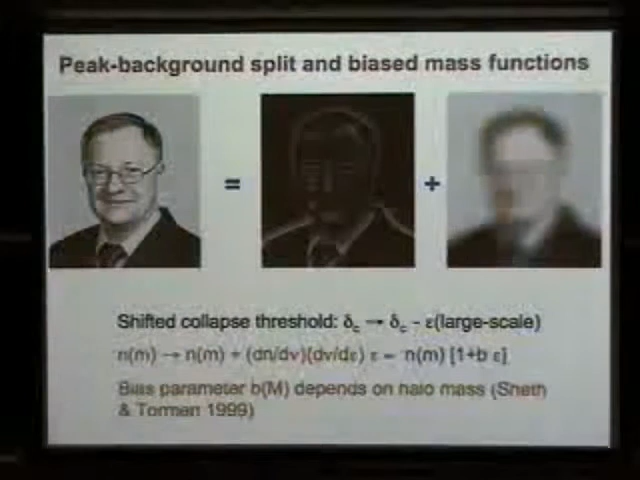 Peak-background split and biased mass functions
= +
Shifted collapse threshold: δc → δc - ε(large-scale)
n(m) → n(m) + (dn/dν)(dν/dε) ε = n(m) [1+b ε]
Bias parameter b(M) depends on halo mass (Sheth
& Tormen 1999)